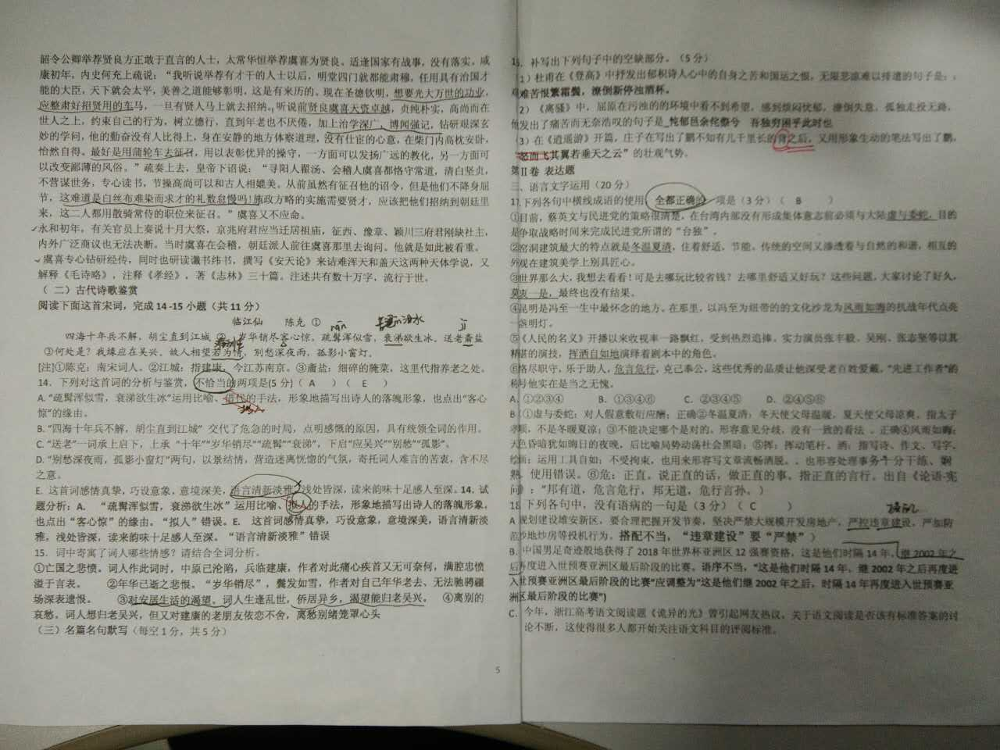 韶令公卿举荐贤良方正敢于直言的人士，太常华恒举荐虞喜为贤良。适逢国家有战事，没有落实。咸
康初年，内史何充上疏说：“我听说举荐有才干的人士以后，明堂四门就都能肃穆，任用具有治国才
能的大臣，天下就会太平，美善之道能够彰明，这是有来历的。现在圣德钦明，想要光大万世的功业，
应整肃好招贤用的车马，一旦有贤人马上就去招纳。听说前贤良虞喜天资卓越，贞纯朴实，高尚而在
世人之上，约束自己的行为，树立德行，直到年老也不厌倦，加上治学深广，博闻强记，钻研艰深玄
妙的学问，他的勤奋没有人比得上，身在安静的地方体察道理，没有仕宦的心意，在柴门内高枕安卧，
怡然自得。最好是用蒲轮车去征召，用以表彰优异的操守，一方面可以发扬广远的教化，另一方面可
以改变鄙薄的风俗。”疏奏上去，皇帝下诏说：“寻阳人翟汤、会稽人虞喜都恪守常道，清白坚贞，
不营谋世务，专心读书，节操高尚可以和古人相媲美。从前虽然有征召他的诏令，但是他们不降身屈
节，这难道是白丝布难染而求才的礼数怠慢吗!施政方略的实施需要贤才，应该把他们招纳到朝廷里
来，这二人都用散骑常侍的职位来征召。”虞喜又不应命。
永和初年，有关官员上奏说十月大祭，京兆府君应当迁居祖庙，征西、豫章、颖川三府君刚缺社主，
内外广泛商议也无法决断。当时虞喜在会稽，朝廷派人前往虞喜那里去询问。他就是如此被看重。
虞喜专心钻研经传，同时也研读谶书纬书，撰写《安天论》来诘难浑天和盖天这两种天体学说，又
解释《毛诗略》，注释《孝经》，著《志林》三十篇。注述共有数十万字，流行于世。
（二）古代诗歌鉴赏
阅读下面这首宋词，完成 14 -15 小题（共 11 分）
临江仙 陈克 ①
四海十年兵不解，胡尘直到江城 ②。岁华销尽客心惊，疏髯浑似雪，衰涕欲生冰。送老齑盐
③何处是？我缘应在吴兴。故人相望若为情，别愁深夜雨，孤影小窗灯。
[注]①陈克：南宋词人。②江城：指建康，今江苏南京。③齑盐：细碎的腌菜，这里代指养老之处。
14．下列对这首词的分析与鉴赏，不恰当的两项是(5 分)（ A ）（ E ）
A. “疏髯浑似雪，衰涕欲生冰”运用比喻、借代的手法，形象地描写出诗人的落魄形象，也点出“客心
惊”的缘由。
B. “四海十年兵不解，胡尘直到江城” 交代了危急的时局，点明感慨的原因，具有统领全词的作用。
C. “送老”一词承上启下，上承 “十年”“岁华销尽”“疏髯”“衰涕”，下启“应吴兴”“别愁”“孤影”。
D. “别愁深夜雨，孤影小窗灯”两句，以景结情，营造迷离恍惚的气氛，寄托词人难言的苦衷，含不尽
之意。
E. 这首词感情真挚，巧设意象，意境深美，语言清新淡雅，浅处皆深，读来韵味十足感人至深。14. 试
题分析：A. “疏髯浑似雪，衰涕欲生冰”运用比喻、拟人的手法，形象地描写出诗人的落魄形象，
也点出“客心惊”的缘由。“拟人”错误。E. 这首词感情真挚，巧设意象，意境深美，语言清新淡
雅，浅处皆深，读来韵味十足感人至深。“语言清新淡雅”错误
15．词中寄寓了词人哪些情感？请结合全词分析。
①亡国之悲愤。词人作此词时，中原已沦陷，兵临建康，作者对此痛心疾首又无可奈何，满腔悲愤
溢于言表。 ②年华已逝之悲恨。“岁华销尽”，鬓发如雪，作者对自己年华老去、无法驰骋疆
场深表遗恨。 ③对安居生活的渴望。词人生逢乱世，侨居异乡，渴望能归老吴兴。 ④离别的
哀愁。词人想归老吴兴，但又对建康的老朋友依恋不舍，离愁别绪笼罩心头
（三）名篇名句默写（每空 1 分，共 5 分）
5
补写出下列句子中的空缺部分。（5 分）
1）杜甫在《登高》中抒发出郁积诗人心中的自身之苦和国运之恨，无限悲凉难以排遣的句子是：，
难苦恨繁霜鬓，潦倒新停浊酒杯。
2）《离骚》中，屈原在污浊的的环境中看不到希望，感到烦闷忧郁，潦倒失意，孤独走投无路，
他发出了痛苦而无奈浩叹的句子是 忳郁邑余侘傺兮 吾独穷困乎此时也
（3）在《逍遥游》开篇，庄子在写出了鹏不知有几千里长的背之后，又用形象生动的笔法写出了鹏，
怒而飞其翼若垂天之云”的壮观气势。
第Ⅱ卷 表达题
三、语言文字运用（20 分）
17.下列各句中横线成语的使用，全都正确的一项是（3 分）（ B ）
①目前，蔡英文与民进党的策略很清楚，在台湾内部没有形成集体意志前必须与大陆虚与委蛇，目的
是争取战略时间来完成民进党所谓的“台独”。
②窑洞建筑最大的特点就是冬温夏清，住着舒适、节能。传统的空间又渗透着与自然的和谐，相互的
外观在建筑美学上别具匠心。
③世界那么大，我想去看看！可是去哪玩比较省钱？去哪里舒适又好玩？这些问题，大家讨论了好久，
莫衷一是，最终也没有结果。
④昆明是冯至一生中最怀念的地方。在那里，以冯至为纽带的的文化沙龙为风雨如晦的抗战年代点亮
一盏明灯。
⑤《人民的名义》开播以来收视率一路飘红，受到热烈追捧。实力演员张丰毅、吴刚、张志坚等以其
精湛的演技，挥洒自如地演绎着剧本中的角色。
⑥恪尽职守，乐于助人，危言危行，克己奉公，这些优秀的品质让他深受老百姓爱戴。“先进工作者”的
称号他实在是当之无愧。
A．①②③④ B．①③④⑥ C．②③④⑤ D．②④⑤⑥
B（①虚与委蛇：对人假意敷衍应酬；正确②冬温夏清，冬天使父母温暖，夏天使父母凉爽，指太子
孝顺，不是冬暖夏凉；③不能决定哪个是对的。形容意见分歧，没有一致的看法 。正确④风雨如晦：
天色昏暗犹如晦日的夜晚，后比喻局势动荡社会黑暗；⑤挥：挥动笔杆。洒：指写诗、作文、写字、
绘画；运用工具自如：不受拘束，也用来形容写文章流畅洒脱。、也形容处理事务十分干练、娴
熟。使用错误。⑥危：正直。说正直的话，做正直的事。指正直的言行。出自《论语·宪
问》：“邦有道，危言危行，邦无道，危行言孙。）
18.下列各句中，没有语病的一句是（3 分）（ C ）
A 规划建设雄安新区，要合理把握开发节奏，坚决严禁大规模开发房地产，严控违章建设，严加防
范炒地炒房等投机行为。搭配不当，“违章建设”要“严禁”）
B．中国男足奇迹般地获得了 2018 年世界杯亚洲区 12 强赛资格，这是他们时隔 14 年，继 2002 年之
后再度进入世预赛亚洲区最后阶段的比赛。语序不当，“这是他们时隔 14 年，继 2002 年之后再度进
入世预赛亚洲区最后阶段的比赛”应调整为“这是他们继 2002 年之后，时隔 14 年再度进入世预赛亚
洲区最后阶段的比赛”)
C．今年，浙江高考语文阅读题《诡异的光》曾引起网友热议，关于语文阅读是否该有标准答案的讨
论不断，这使得很多人都开始关注语文科目的评阅标准。